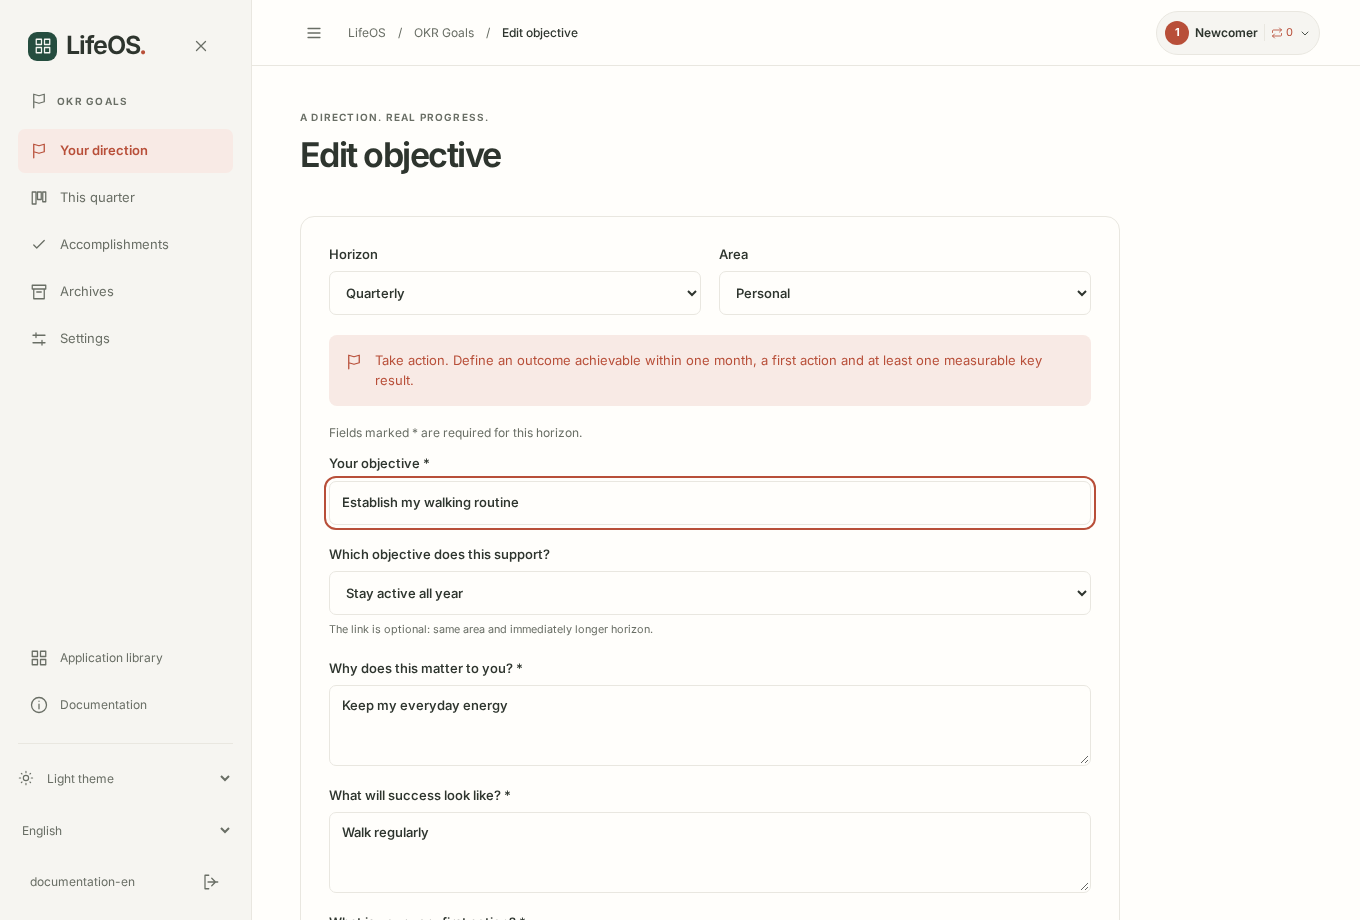 LifeOS.
OKR GOALS
Your direction
This quarter
Accomplishments
Archives
Settings
Application library
Documentation
Light theme
English
documentation-en
LifeOS / OKR Goals / Edit objective
1 Newcomer 0
A DIRECTION. REAL PROGRESS.
Edit objective
Horizon
Quarterly
Area
Personal
Take action. Define an outcome achievable within one month, a first action and at least one measurable key
result.
Fields marked * are required for this horizon.
Your objective *
Establish my walking routine
Which objective does this support?
Stay active all year
The link is optional: same area and immediately longer horizon.
Why does this matter to you? *
Keep my everyday energy
What will success look like? *
Walk regularly